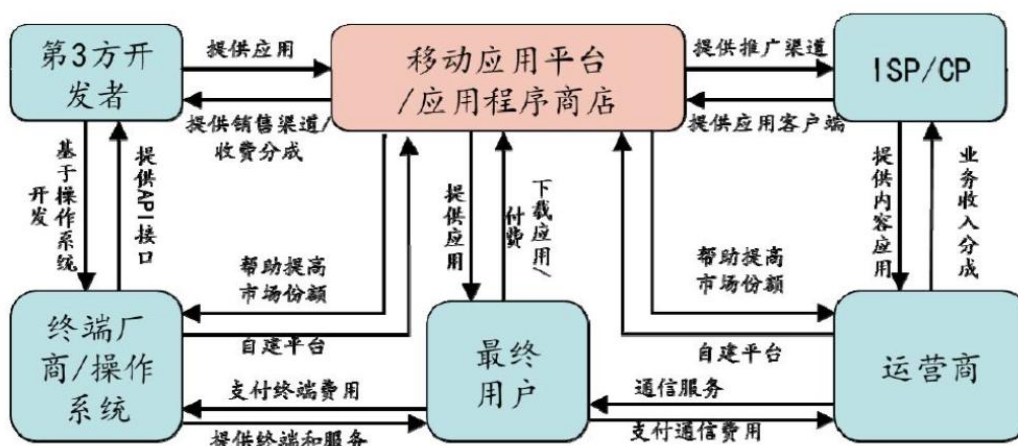 第3方开
发者
提供应用
移动应用平台
/应用程序商店
提供推广渠道
ISP/CP
提供销售渠道/
收费分成
提供应用客户端
基于操作系统
开发
提供API接口
提供应用
下载应用/
付费
提供内容应用
业务收入分成
帮助提高
市场份额
帮助提高
市场份额
终端厂
商/操作
系统
自建平台
最终
用户
自建平台
运营商
支付终端费用
通信服务
提供终端和服务
支付通信费用